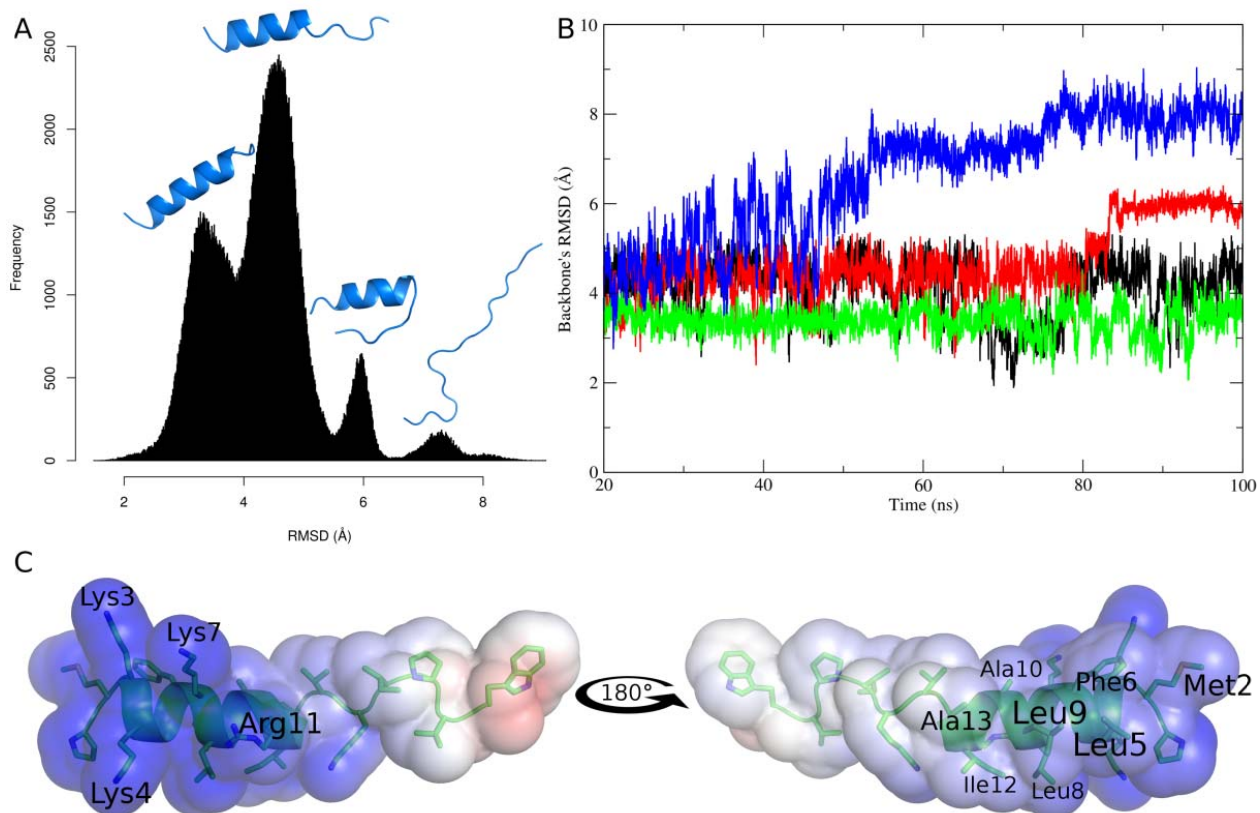 A
2500
2000
1500
1000
500
0
Frequency
2
4
6
8
RMSD (Å)
B
10
8
6
4
2
0
Backbone's RMSD (Å)
20
40
60
80
100
Time (ns)
C
Lys3
Lys7
Arg11
Lys4
180°
Ala10
Phe6
Met2
Ala13
Leu9
Leu5
Ile12
Leu8